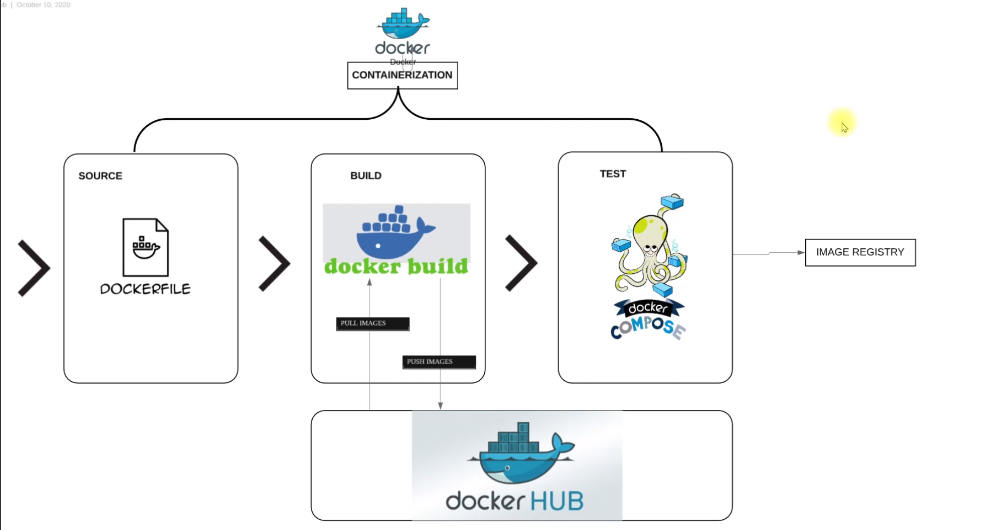 ub | October 10, 2020
docker
Docker
CONTAINERIZATION
SOURCE
DOCKERFILE
BUILD
docker build
PULL IMAGES
PUSH IMAGES
TEST
docker
COMPOSE
IMAGE REGISTRY
docker HUB